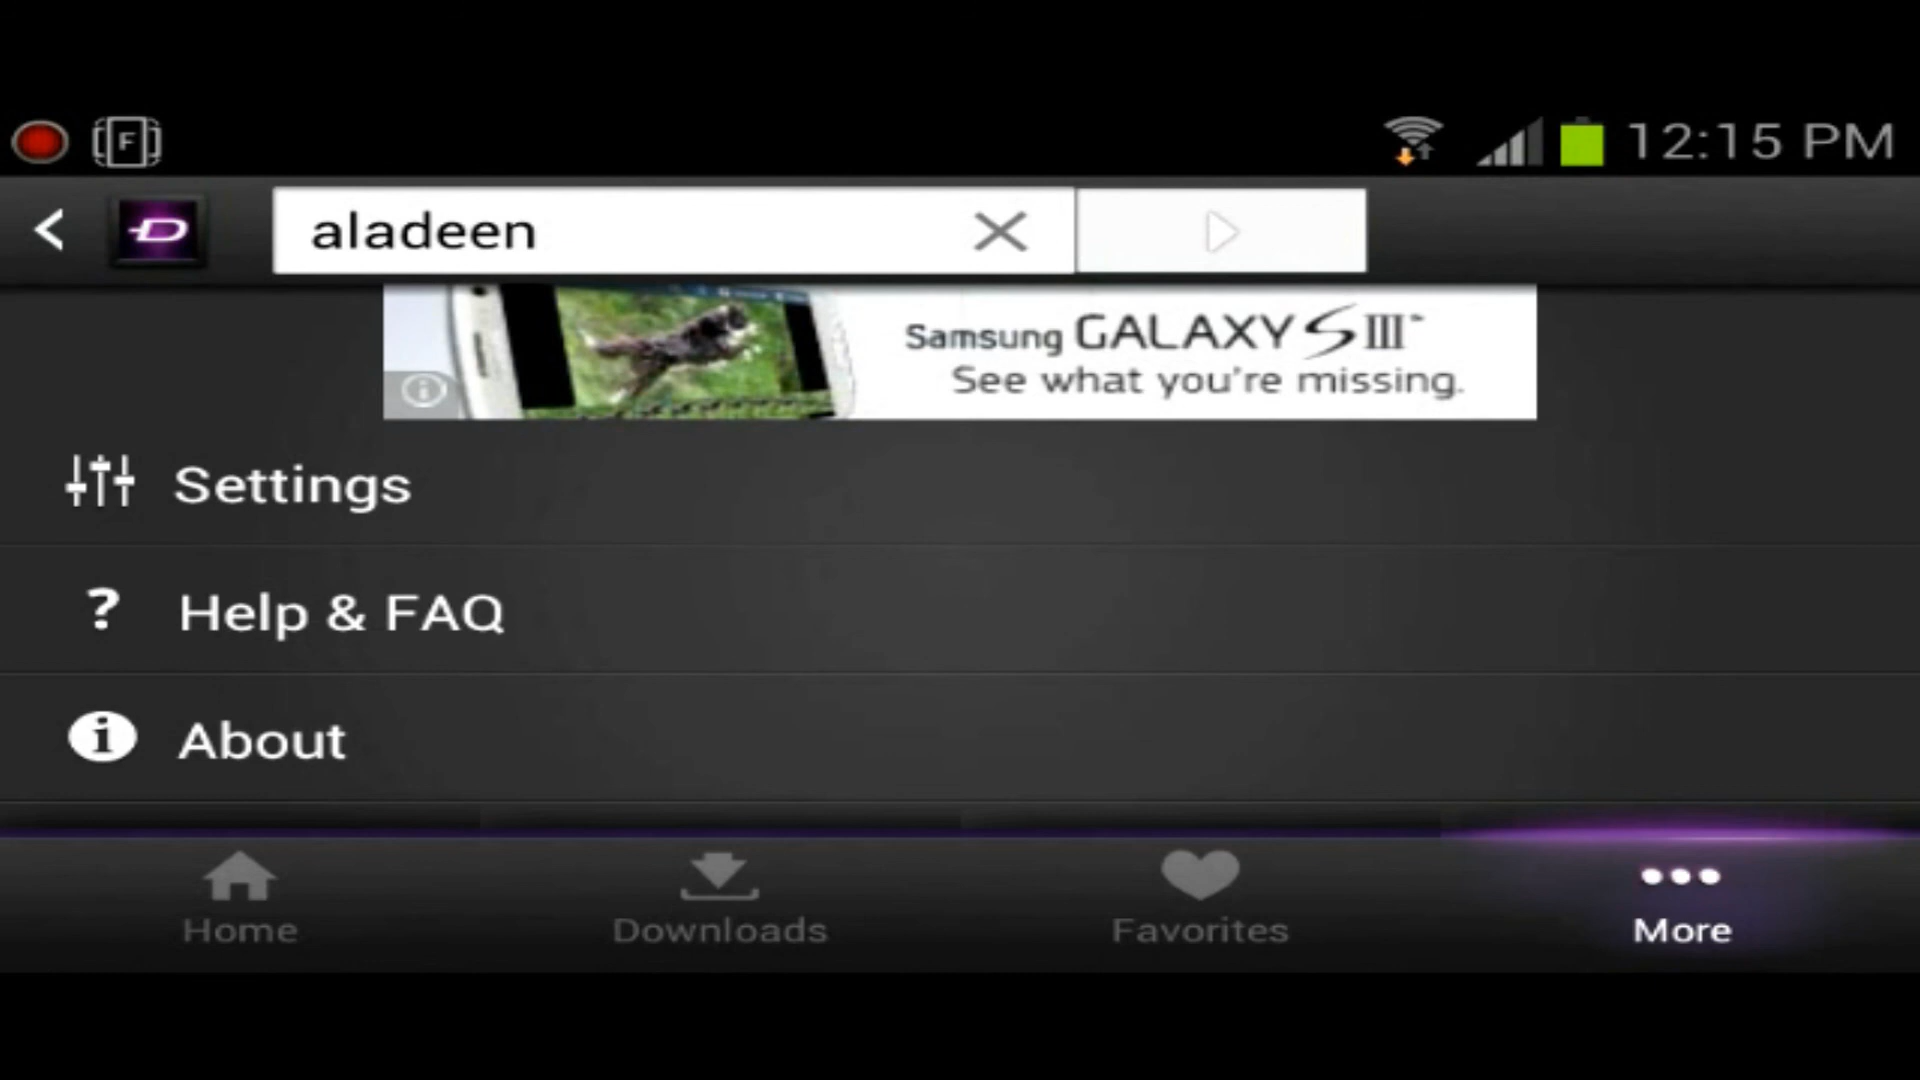 F
12:15 PM
D
aladeen
Samsung GALAXY SIII™
See what you're missing.
Settings
? Help & FAQ
i About
Home
Downloads
Favorites
More